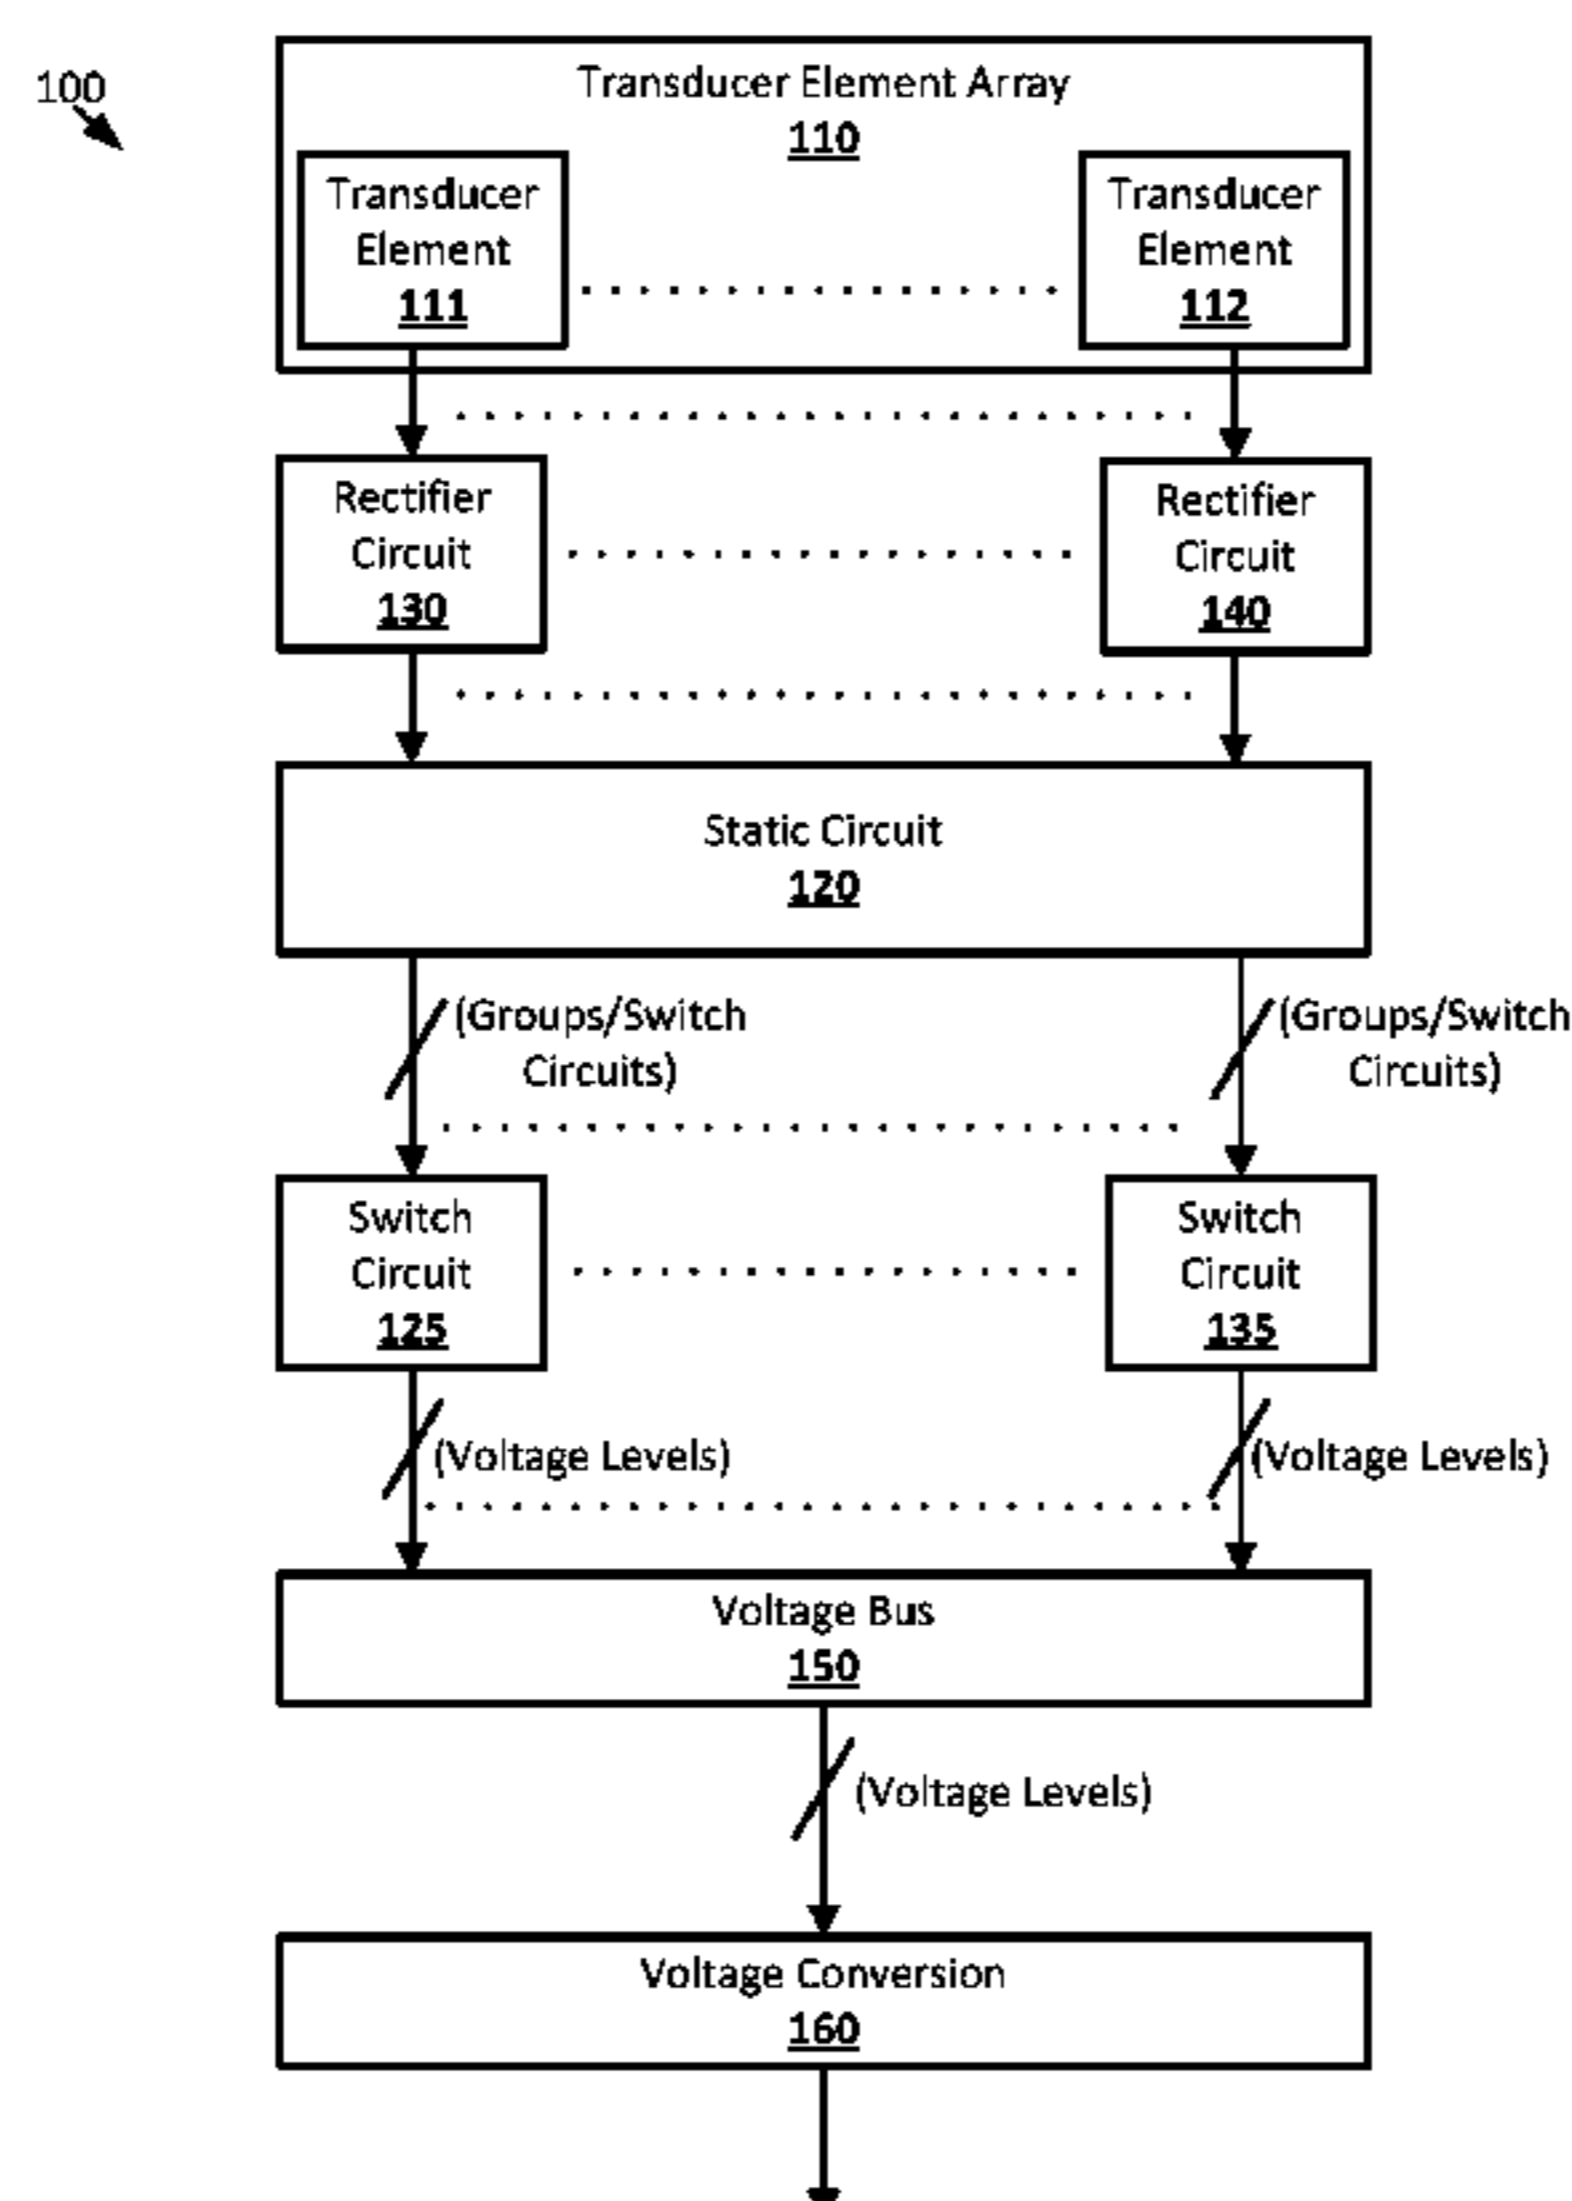 100
Transducer Element Array
110
Transducer
Element
111
Transducer
Element
112
Rectifier
Circuit
130
Rectifier
Circuit
140
Static Circuit
120
(Groups/Switch
Circuits)
(Groups/Switch
Circuits)
Switch
Circuit
125
Switch
Circuit
135
(Voltage Levels)
(Voltage Levels)
Voltage Bus
150
(Voltage Levels)
Voltage Conversion
160